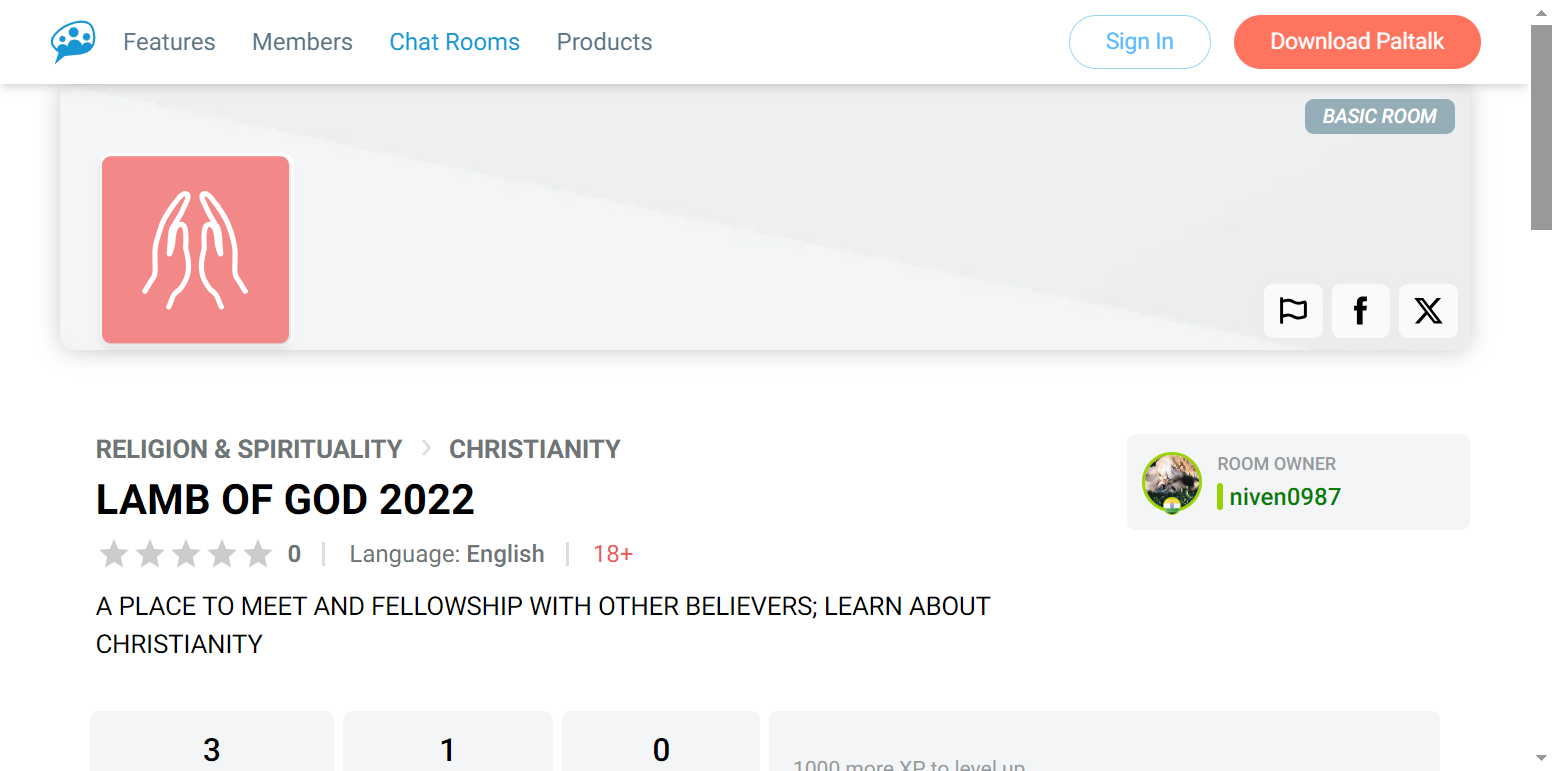 Features Members Chat Rooms Products Sign In Download Paltalk
BASIC ROOM
RELIGION & SPIRITUALITY CHRISTIANITY
LAMB OF GOD 2022
0 Language: English 18+
A PLACE TO MEET AND FELLOWSHIP WITH OTHER BELIEVERS; LEARN ABOUT
CHRISTIANITY
ROOM OWNER
niven0987
3 1 0
1000 more XP to level up